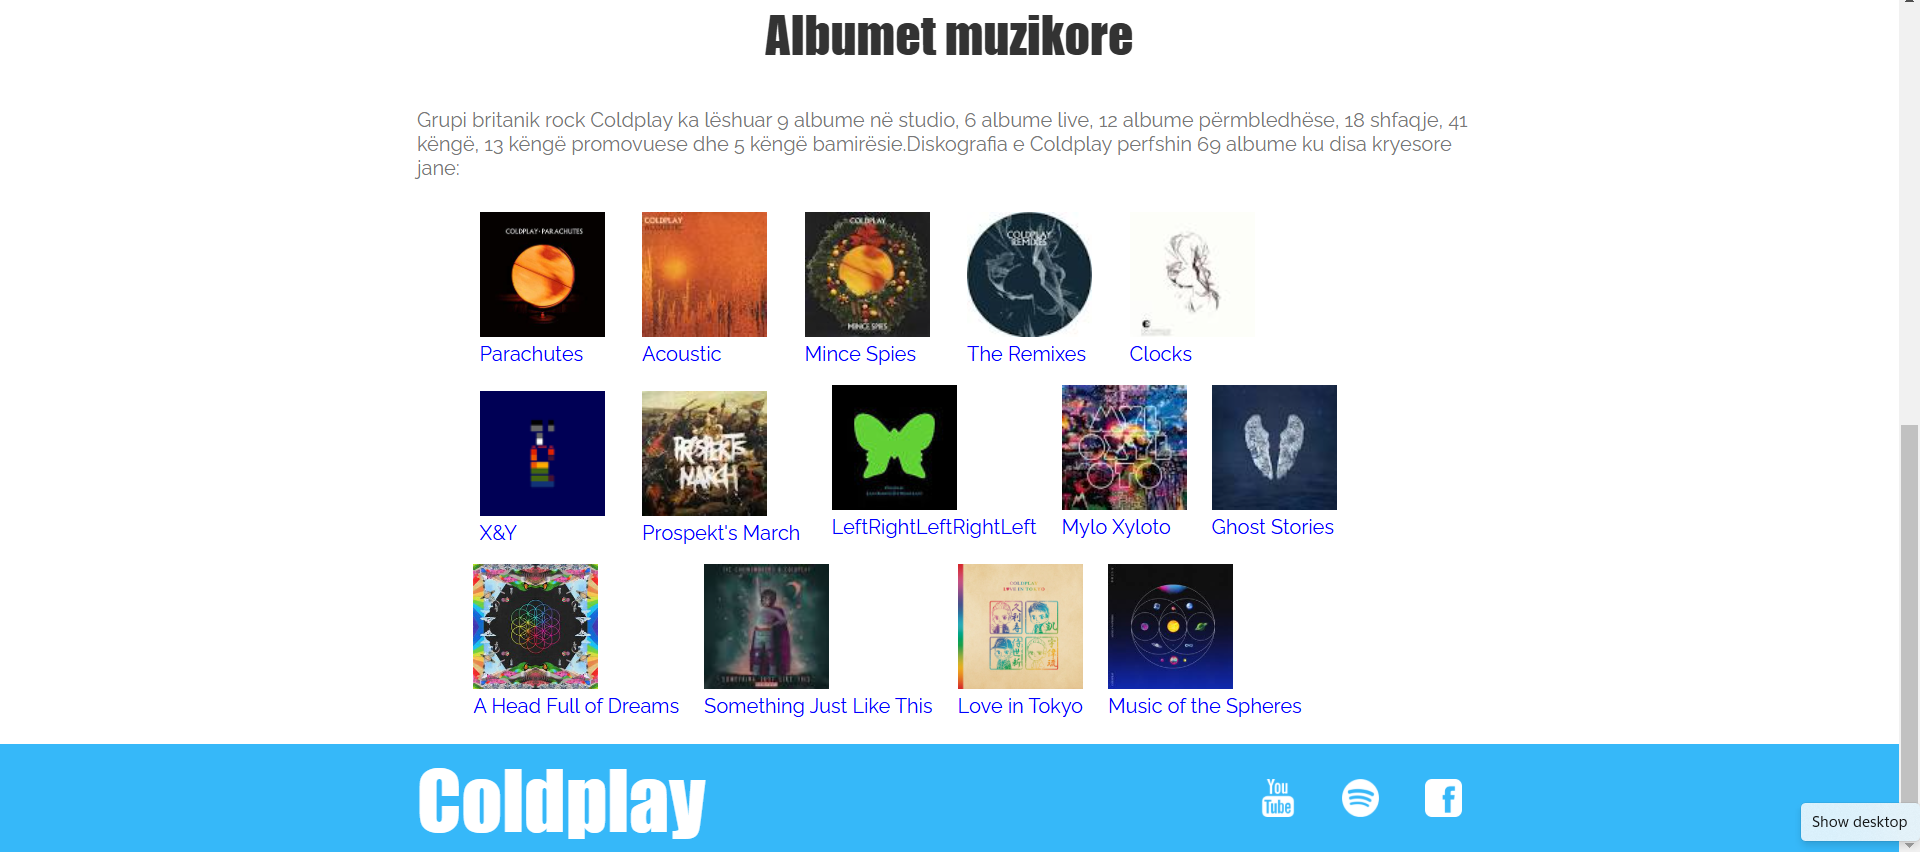 Albumet muzikore
Grupi britanik rock Coldplay ka lëshuar 9 albume në studio, 6 albume live, 12 albume përmbledhëse, 18 shfaqje, 41
këngë, 13 këngë promovuese dhe 5 këngë bamirësie.Diskografia e Coldplay perfshin 69 albume ku disa kryesore
jane:
COLDPLAY • PARACHUTES
COLDPLAY
ACOUSTIC
COLDPLAY
MINCE SPIES
COLDPLAY
REMIXES
Parachutes
Acoustic
Mince Spies
The Remixes
Clocks
PROSPEKTS
MARCH
MYL
OXYL
OTO
X&Y
Prospekt's March
LeftRightLeftRightLeft
Mylo Xyloto
Ghost Stories
THE CHAINSMOKERS & COLDPLAY
SOMETHING JUST LIKE THIS
COLDPLAY
LOVE IN TOKYO
A Head Full of Dreams
Something Just Like This
Love in Tokyo
Music of the Spheres
Coldplay
You
Tube
Show desktop